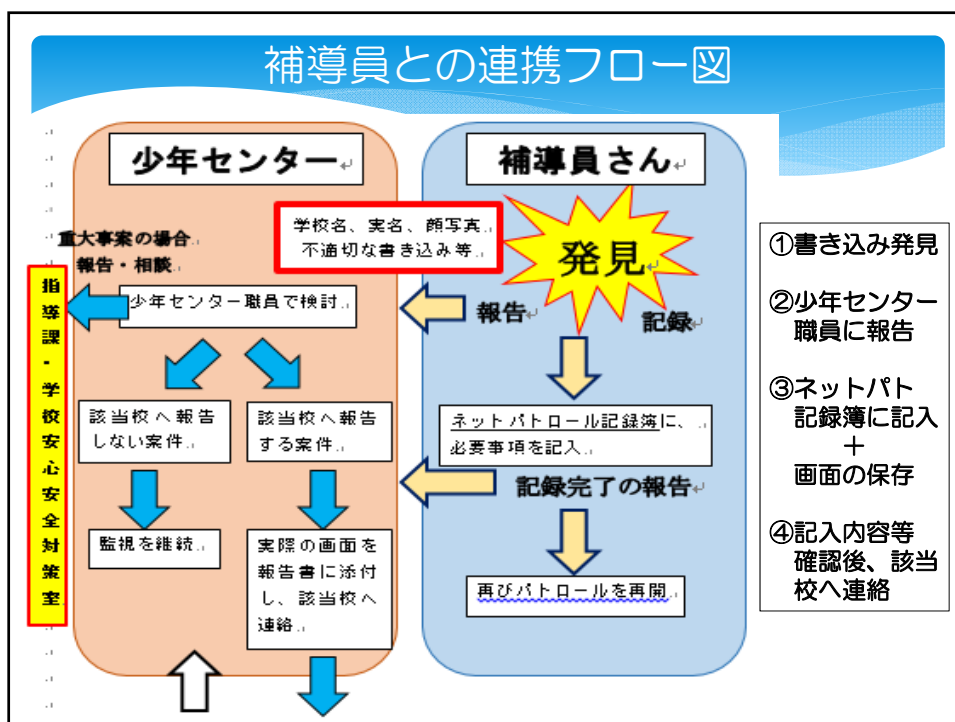 補導員との連携フロー図
少年センター
補導員さん
学校名、実名、顔写真
不適切な書き込み等
発見
重大事案の場合
報告・相談
指導課・学校安心安全対策室
少年センター職員で検討
報告
記録
該当校へ報告
しない案件
該当校へ報告
する案件
ネットパトロール記録簿に、
必要事項を記入
記録完了の報告
監視を継続
実際の画面を
報告書に添付
し、該当校へ
連絡
再びパトロールを再開
①書き込み発見
②少年センター
職員に報告
③ネットパト
記録簿に記入
＋
画面の保存
④記入内容等
確認後、該当
校へ連絡